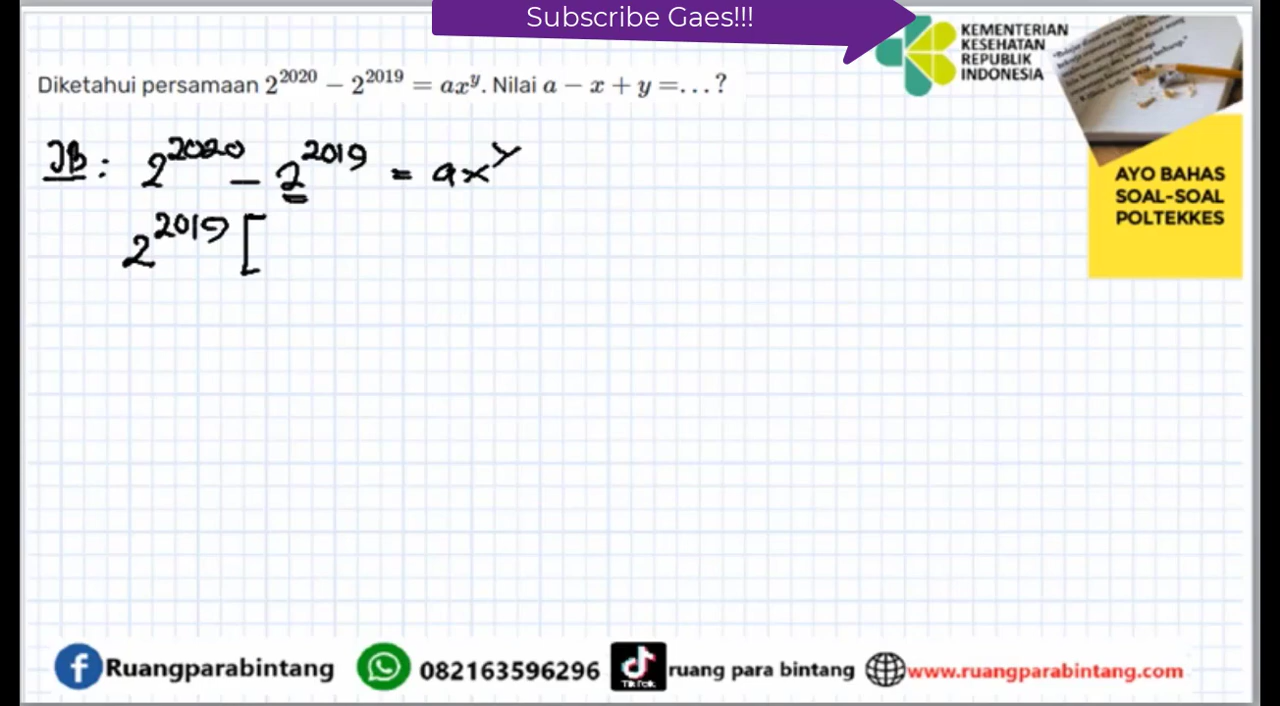 Subscribe Gaes!!!
KEMENTERIAN
KESEHATAN
REPUBLIK
INDONESIA
Diketahui persamaan 2^2020 − 2^2019 = ax^y. Nilai a − x + y =...?
JB : 2^2020 − 2^2019 = ax^y
2^2019 [
AYO BAHAS
SOAL-SOAL
POLTEKKES
Ruangparabintang
082163596296
TikTok
ruang para bintang
www.ruangparabintang.com